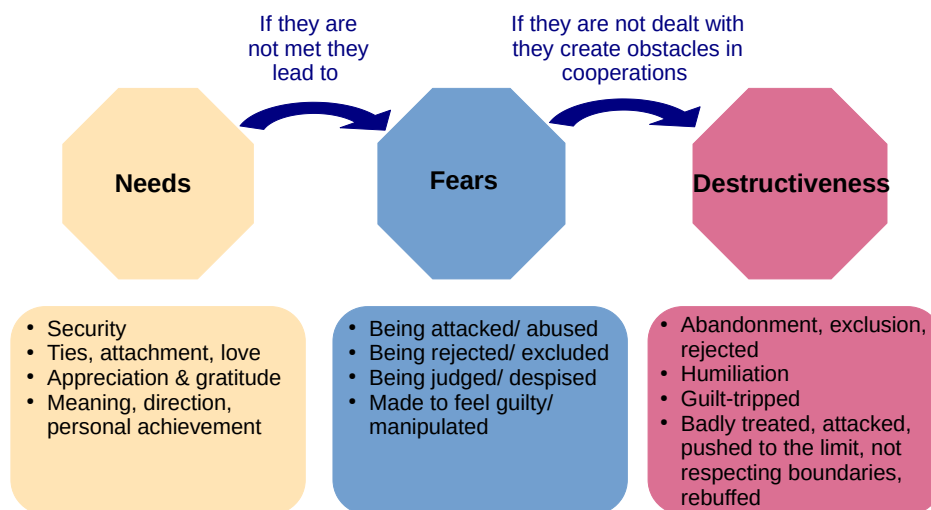 If they are
not met they
lead to
If they are not dealt with
they create obstacles in
cooperations
Needs
Fears
Destructiveness
• Security
• Ties, attachment, love
• Appreciation & gratitude
• Meaning, direction,
personal achievement
• Being attacked/ abused
• Being rejected/ excluded
• Being judged/ despised
• Made to feel guilty/
manipulated
• Abandonment, exclusion,
rejected
• Humiliation
• Guilt-tripped
• Badly treated, attacked,
pushed to the limit, not
respecting boundaries,
rebuffed